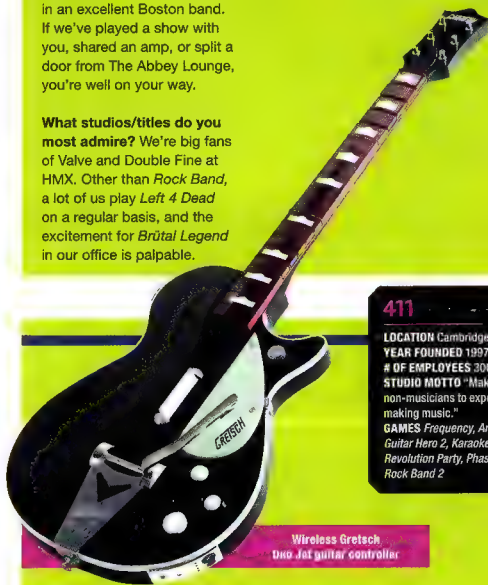 in an excellent Boston band.
If we've played a show with
you, shared an amp, or split a
door from The Abbey Lounge,
you're well on your way.
What studios/titles do you
most admire? We're big fans
of Valve and Double Fine at
HMX. Other than Rock Band,
a lot of us play Left 4 Dead
on a regular basis, and the
excitement for Brütal Legend
in our office is palpable.
GRETSCH
411
LOCATION Cambridge
YEAR FOUNDED 1997
# OF EMPLOYEES 300
STUDIO MOTTO "Mak
non-musicians to expe
making music."
GAMES Frequency, Am
Guitar Hero 2, Karaoke
Revolution Party, Phas
Rock Band 2
Wireless Gretsch
Duo Jet guitar controller